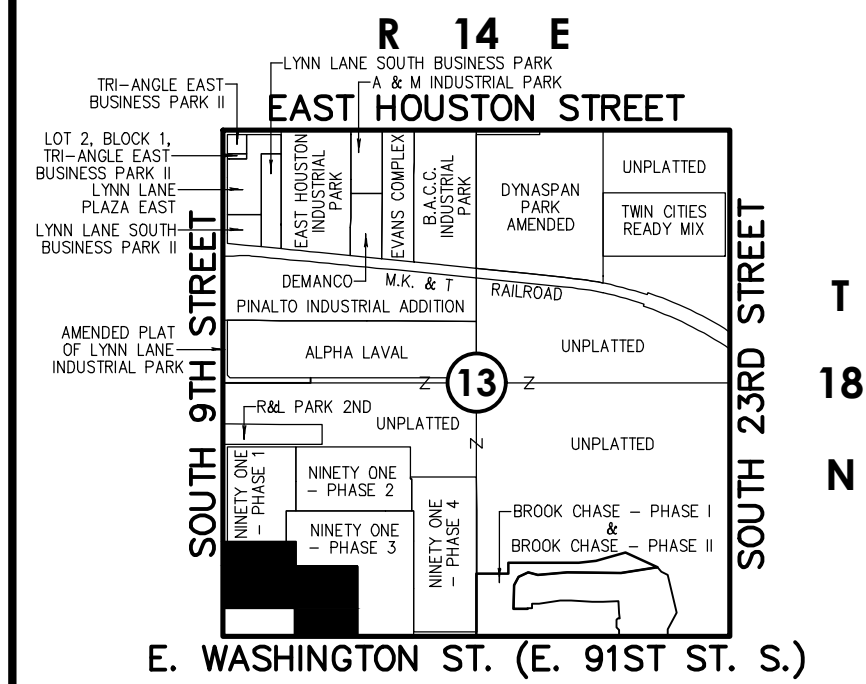 R 14 E
LYNN LANE SOUTH BUSINESS PARK
A & M INDUSTRIAL PARK
TRI-ANGLE EAST
BUSINESS PARK II
EAST HOUSTON STREET
LOT 2, BLOCK 1,
TRI-ANGLE EAST
BUSINESS PARK II
LYNN LANE
PLAZA EAST
LYNN LANE SOUTH
BUSINESS PARK II
EAST HOUSTON
INDUSTRIAL
PARK
EVANS COMPLEX
B.A.C.C.
INDUSTRIAL
PARK
DYNASPAN
PARK
AMENDED
UNPLATTED
TWIN CITIES
READY MIX
DEMANCO
M.K. & T
RAILROAD
PINALTO INDUSTRIAL ADDITION
AMENDED PLAT
OF LYNN LANE
INDUSTRIAL PARK
ALPHA LAVAL
UNPLATTED
SOUTH 9TH STREET
SOUTH 23RD STREET
T
18
N
Z
13
Z
Z
R&L PARK 2ND
UNPLATTED
UNPLATTED
NINETY ONE
- PHASE 1
NINETY ONE
- PHASE 2
NINETY ONE
- PHASE 3
NINETY ONE
- PHASE 4
BROOK CHASE - PHASE I
&
BROOK CHASE - PHASE II
E. WASHINGTON ST. (E. 91ST ST. S.)